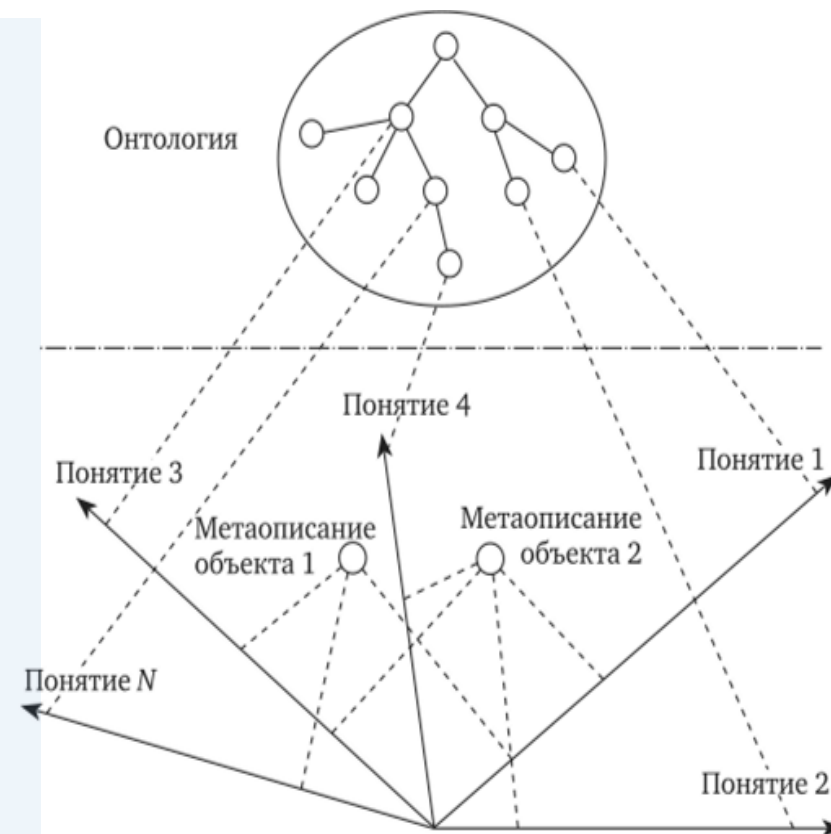 Онтология
Понятие 4
Понятие 3
Понятие 1
Метаописание
объекта 1
Метаописание
объекта 2
Понятие N
Понятие 2